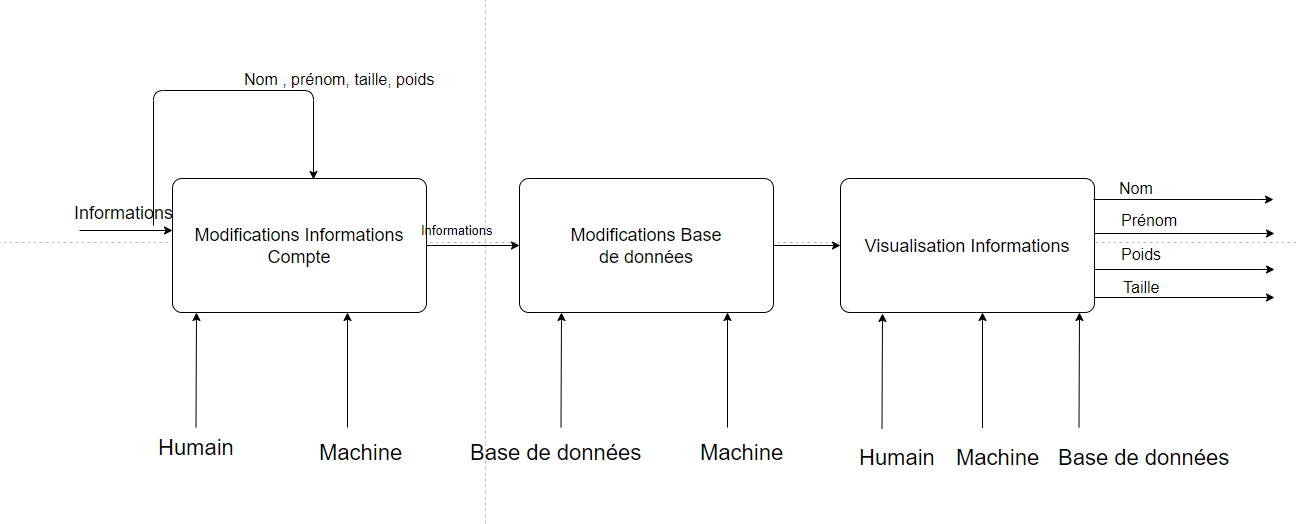 Nom , prénom, taille, poids
Informations
Modifications Informations
Compte
Informations
Modifications Base
de données
Visualisation Informations
Nom
Prénom
Poids
Taille
Humain
Machine
Base de données
Machine
Humain
Machine
Base de données